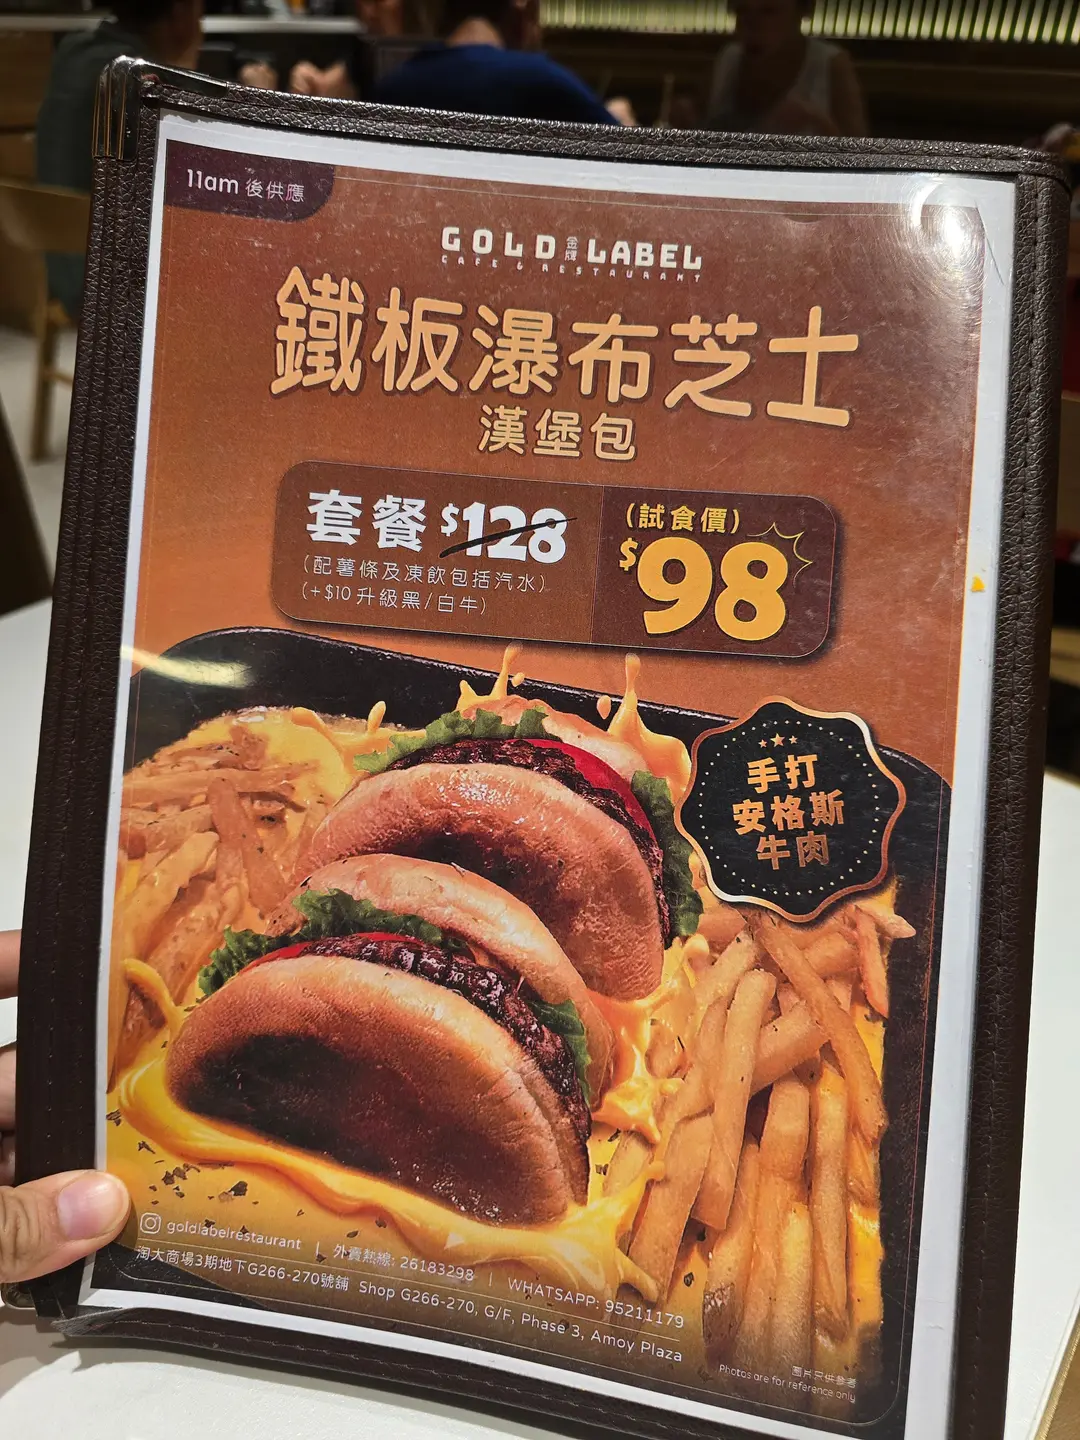 11am 後供應
GOLD 金牌 LABEL
CAFE & RESTAURANT
鐵板瀑布芝士
漢堡包
套餐 $128
(配薯條及凍飲包括汽水)
(+$10 升級黑/白牛)
(試食價)
$98
手打
安格斯
牛肉
goldlabelrestaurant | 外賣熱線: 26183298 | WHATSAPP: 95211179
淘大商場3期地下G266-270號舖 Shop G266-270, G/F, Phase 3, Amoy Plaza
圖片只供參考
Photos are for reference only